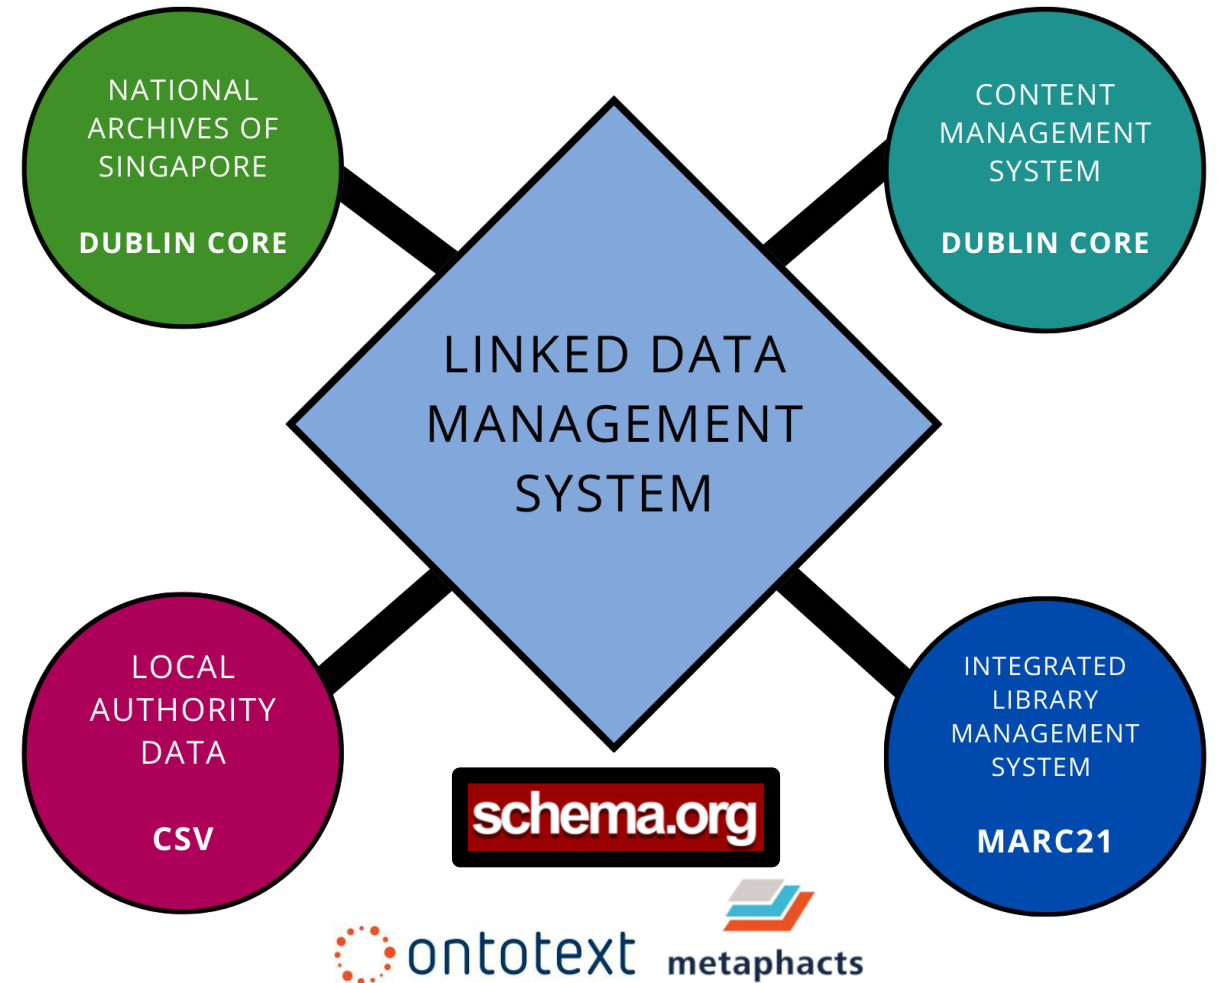 NATIONAL
ARCHIVES OF
SINGAPORE
DUBLIN CORE
CONTENT
MANAGEMENT
SYSTEM
DUBLIN CORE
LINKED DATA
MANAGEMENT
SYSTEM
LOCAL
AUTHORITY
DATA
CSV
INTEGRATED
LIBRARY
MANAGEMENT
SYSTEM
MARC21
schema.org
ontotext
metaphacts